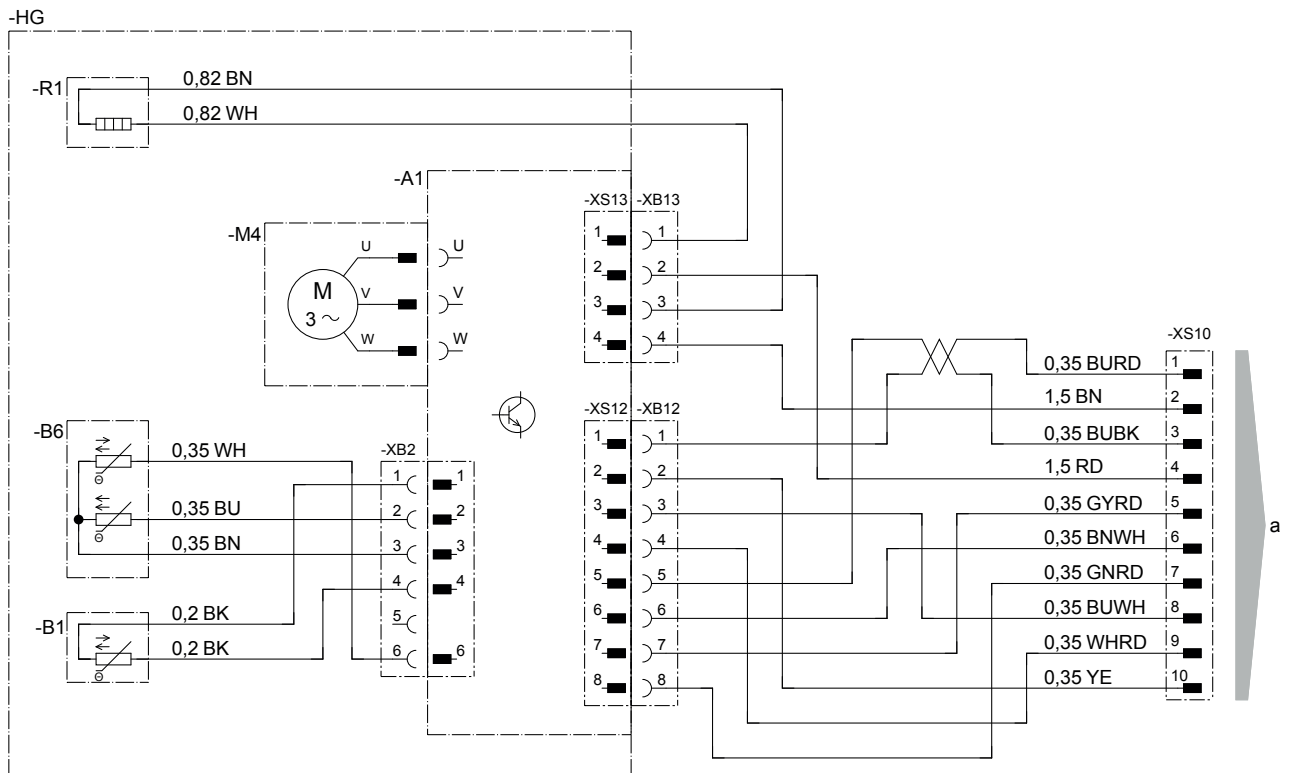 -HG
-R1
0,82 BN
0,82 WH
-A1
-M4
M
3
U
V
W
U
V
W
-XS13
-XB13
1
2
3
4
1
2
3
4
-B6
0,35 WH
0,35 BU
0,35 BN
Θ
Θ
-B1
0,2 BK
0,2 BK
Θ
-XB2
1
2
3
4
5
6
1
2
3
4
6
-XS12
-XB12
1
2
3
4
5
6
7
8
1
2
3
4
5
6
7
8
-XS10
0,35 BURD 1
1,5 BN 2
0,35 BUBK 3
1,5 RD 4
0,35 GYRD 5
0,35 BNWH 6
0,35 GNRD 7
0,35 BUWH 8
0,35 WHRD 9
0,35 YE 10
a